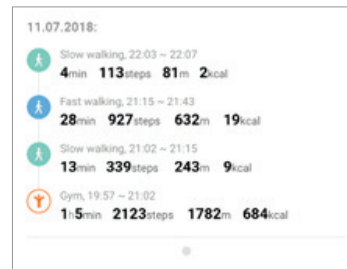 11.07.2018:
Slow walking, 22:03 ~ 22:07
4min 113steps 81m 2kcal
Fast walking, 21:15 ~ 21:43
28min 927steps 632m 19kcal
Slow walking, 21:02 ~ 21:15
13min 339steps 243m 9kcal
Gym, 19:57 ~ 21:02
1h5min 2123steps 1782m 684kcal